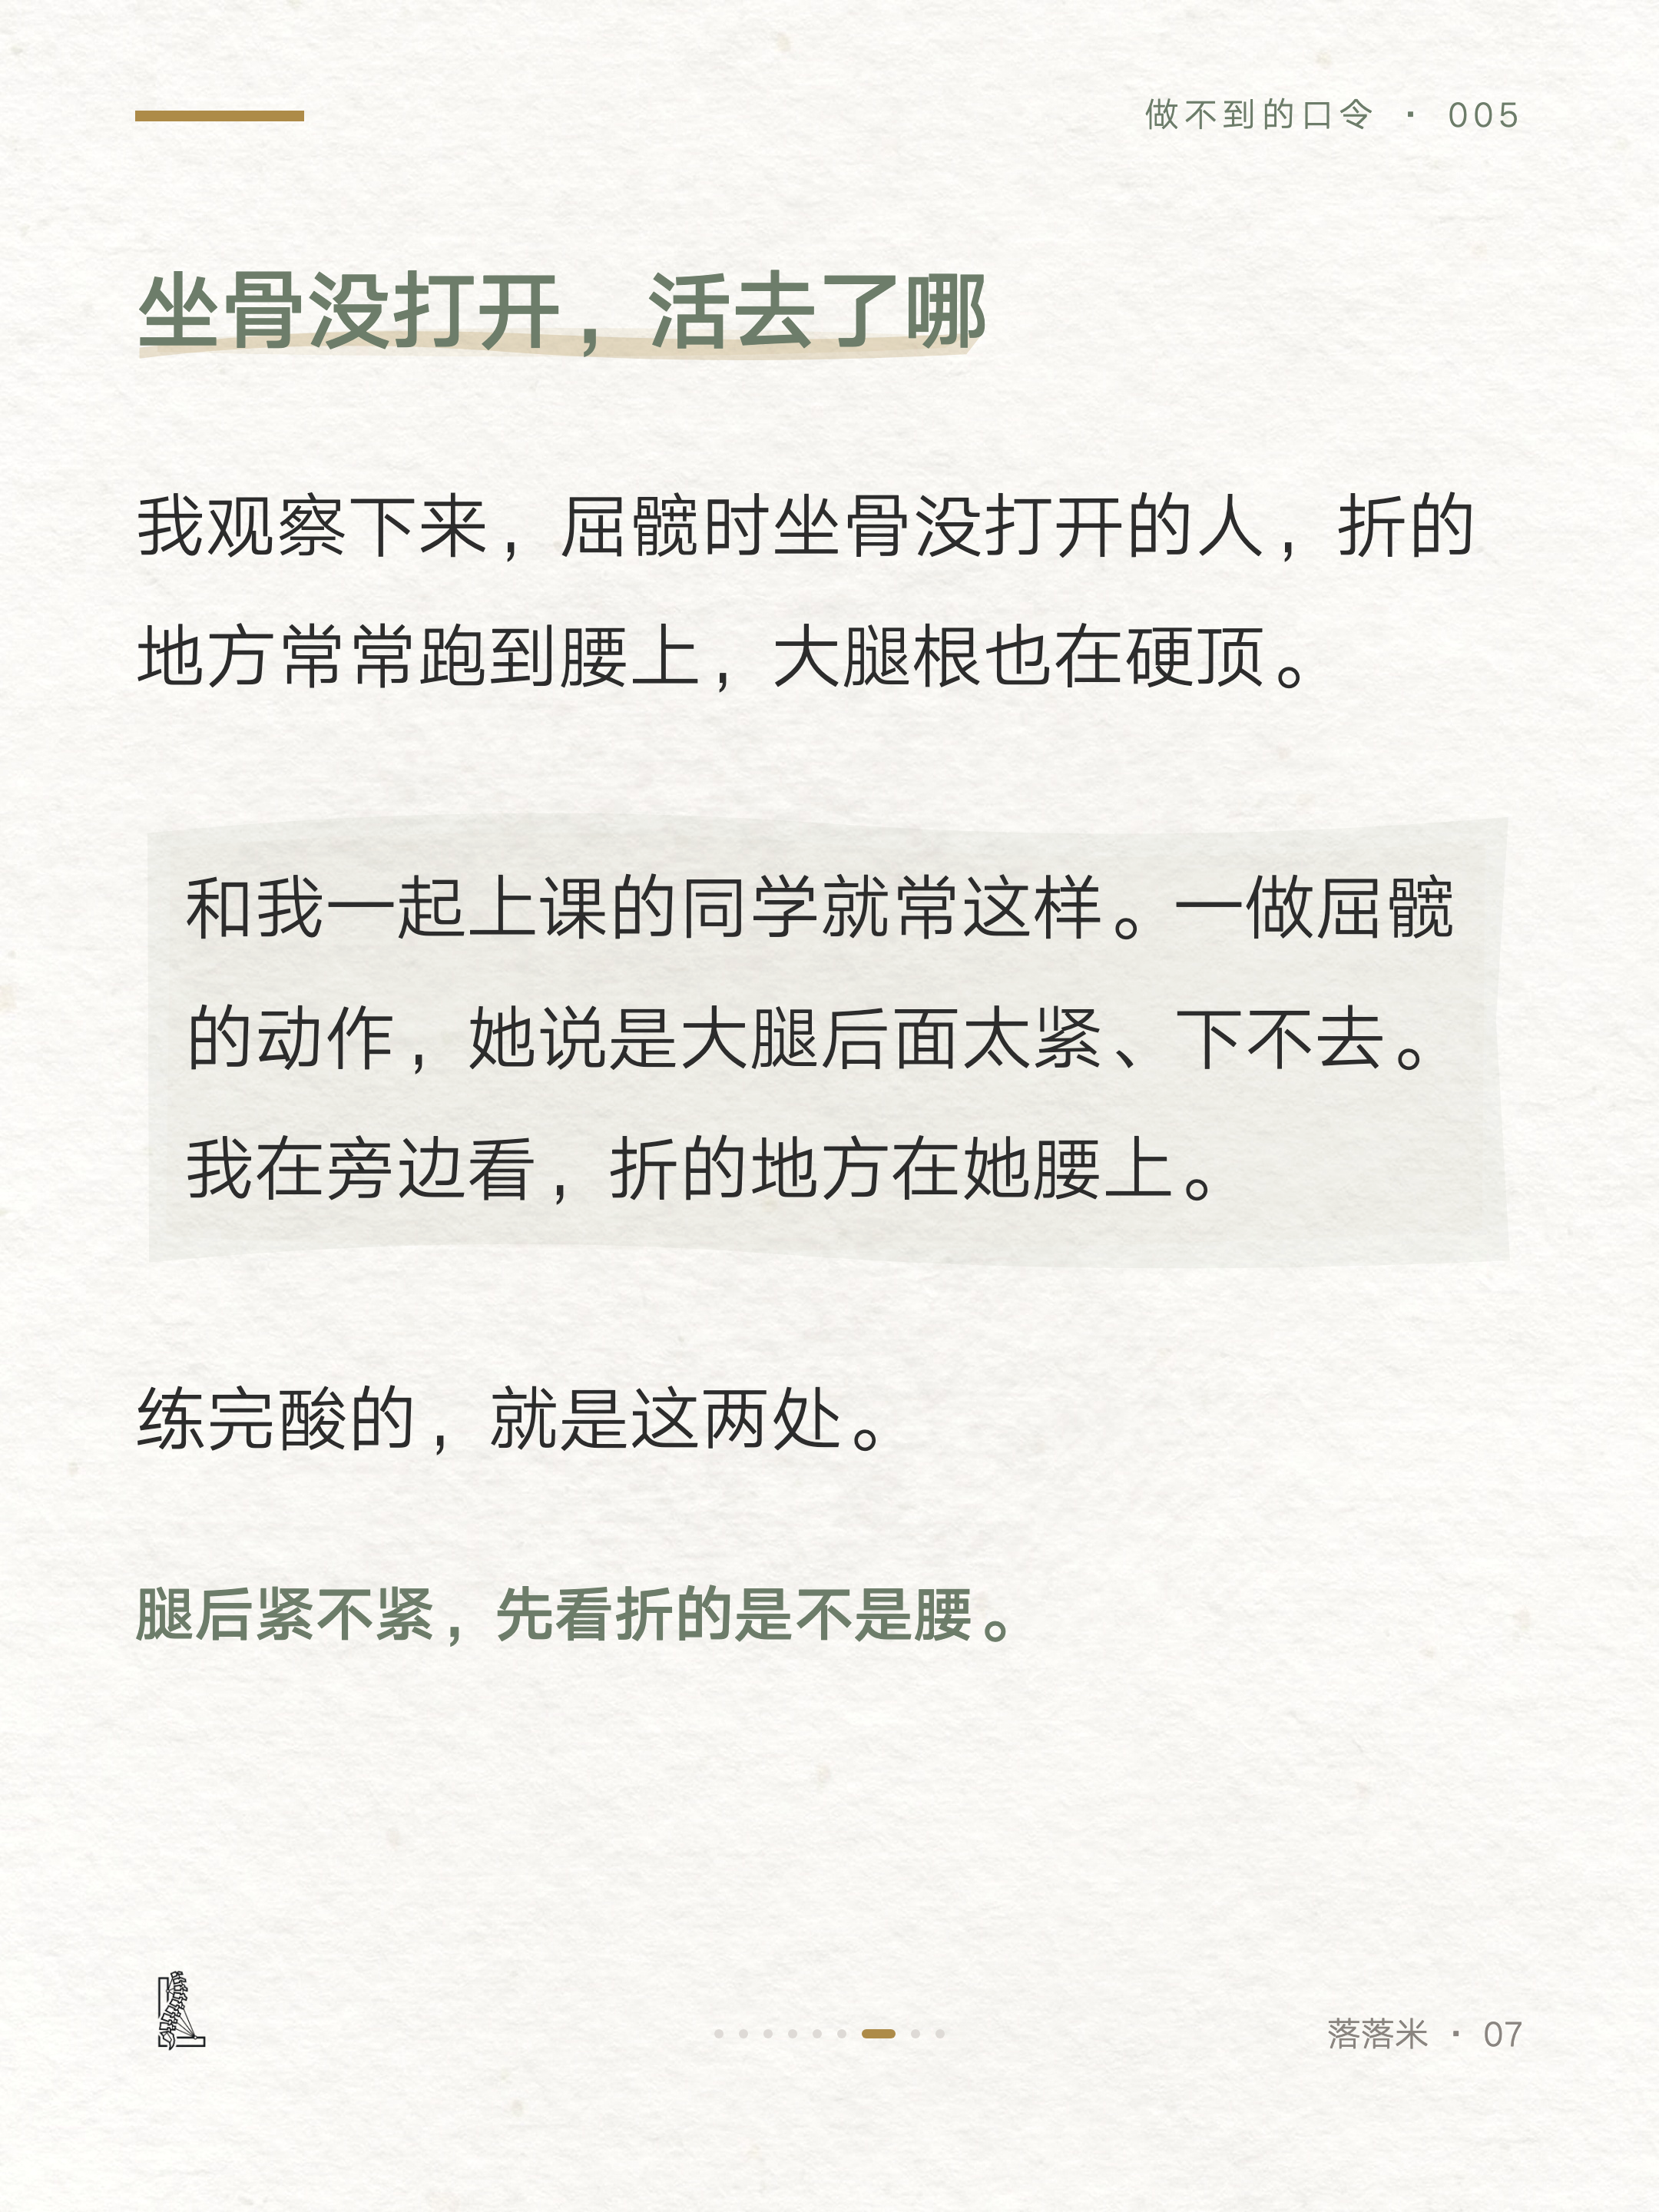 做不到的口令 · 005
坐骨没打开，活去了哪
我观察下来，屈髋时坐骨没打开的人，折的
地方常常跑到腰上，大腿根也在硬顶。
和我一起上课的同学就常这样。一做屈髋
的动作，她说是大腿后面太紧、下不去。
我在旁边看，折的地方在她腰上。
练完酸的，就是这两处。
腿后紧不紧，先看折的是不是腰。
落落米 · 07